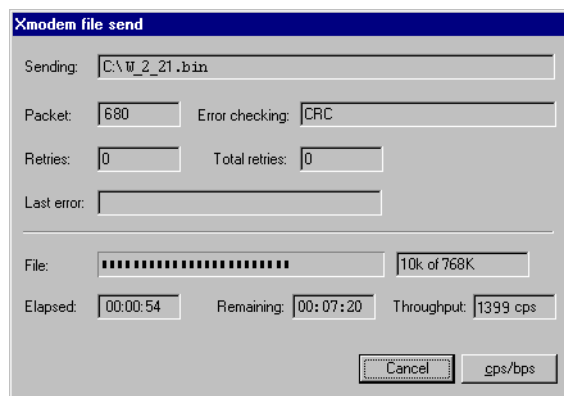 Xmodem file send
Sending: C:\W_2_21.bin
Packet: 680 Error checking: CRC
Retries: 0 Total retries: 0
Last error:
File: 10k of 768K
Elapsed: 00:00:54 Remaining: 00:07:20 Throughput: 1399 cps
Cancel cps/bps